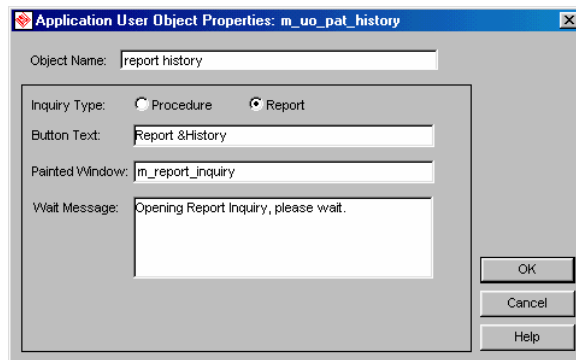 Application User Object Properties: m_uo_pat_history
Object Name: report history
Inquiry Type: Procedure Report
Button Text: Report &History
Painted Window: m_report_inquiry
Wait Message: Opening Report Inquiry, please wait.
OK
Cancel
Help